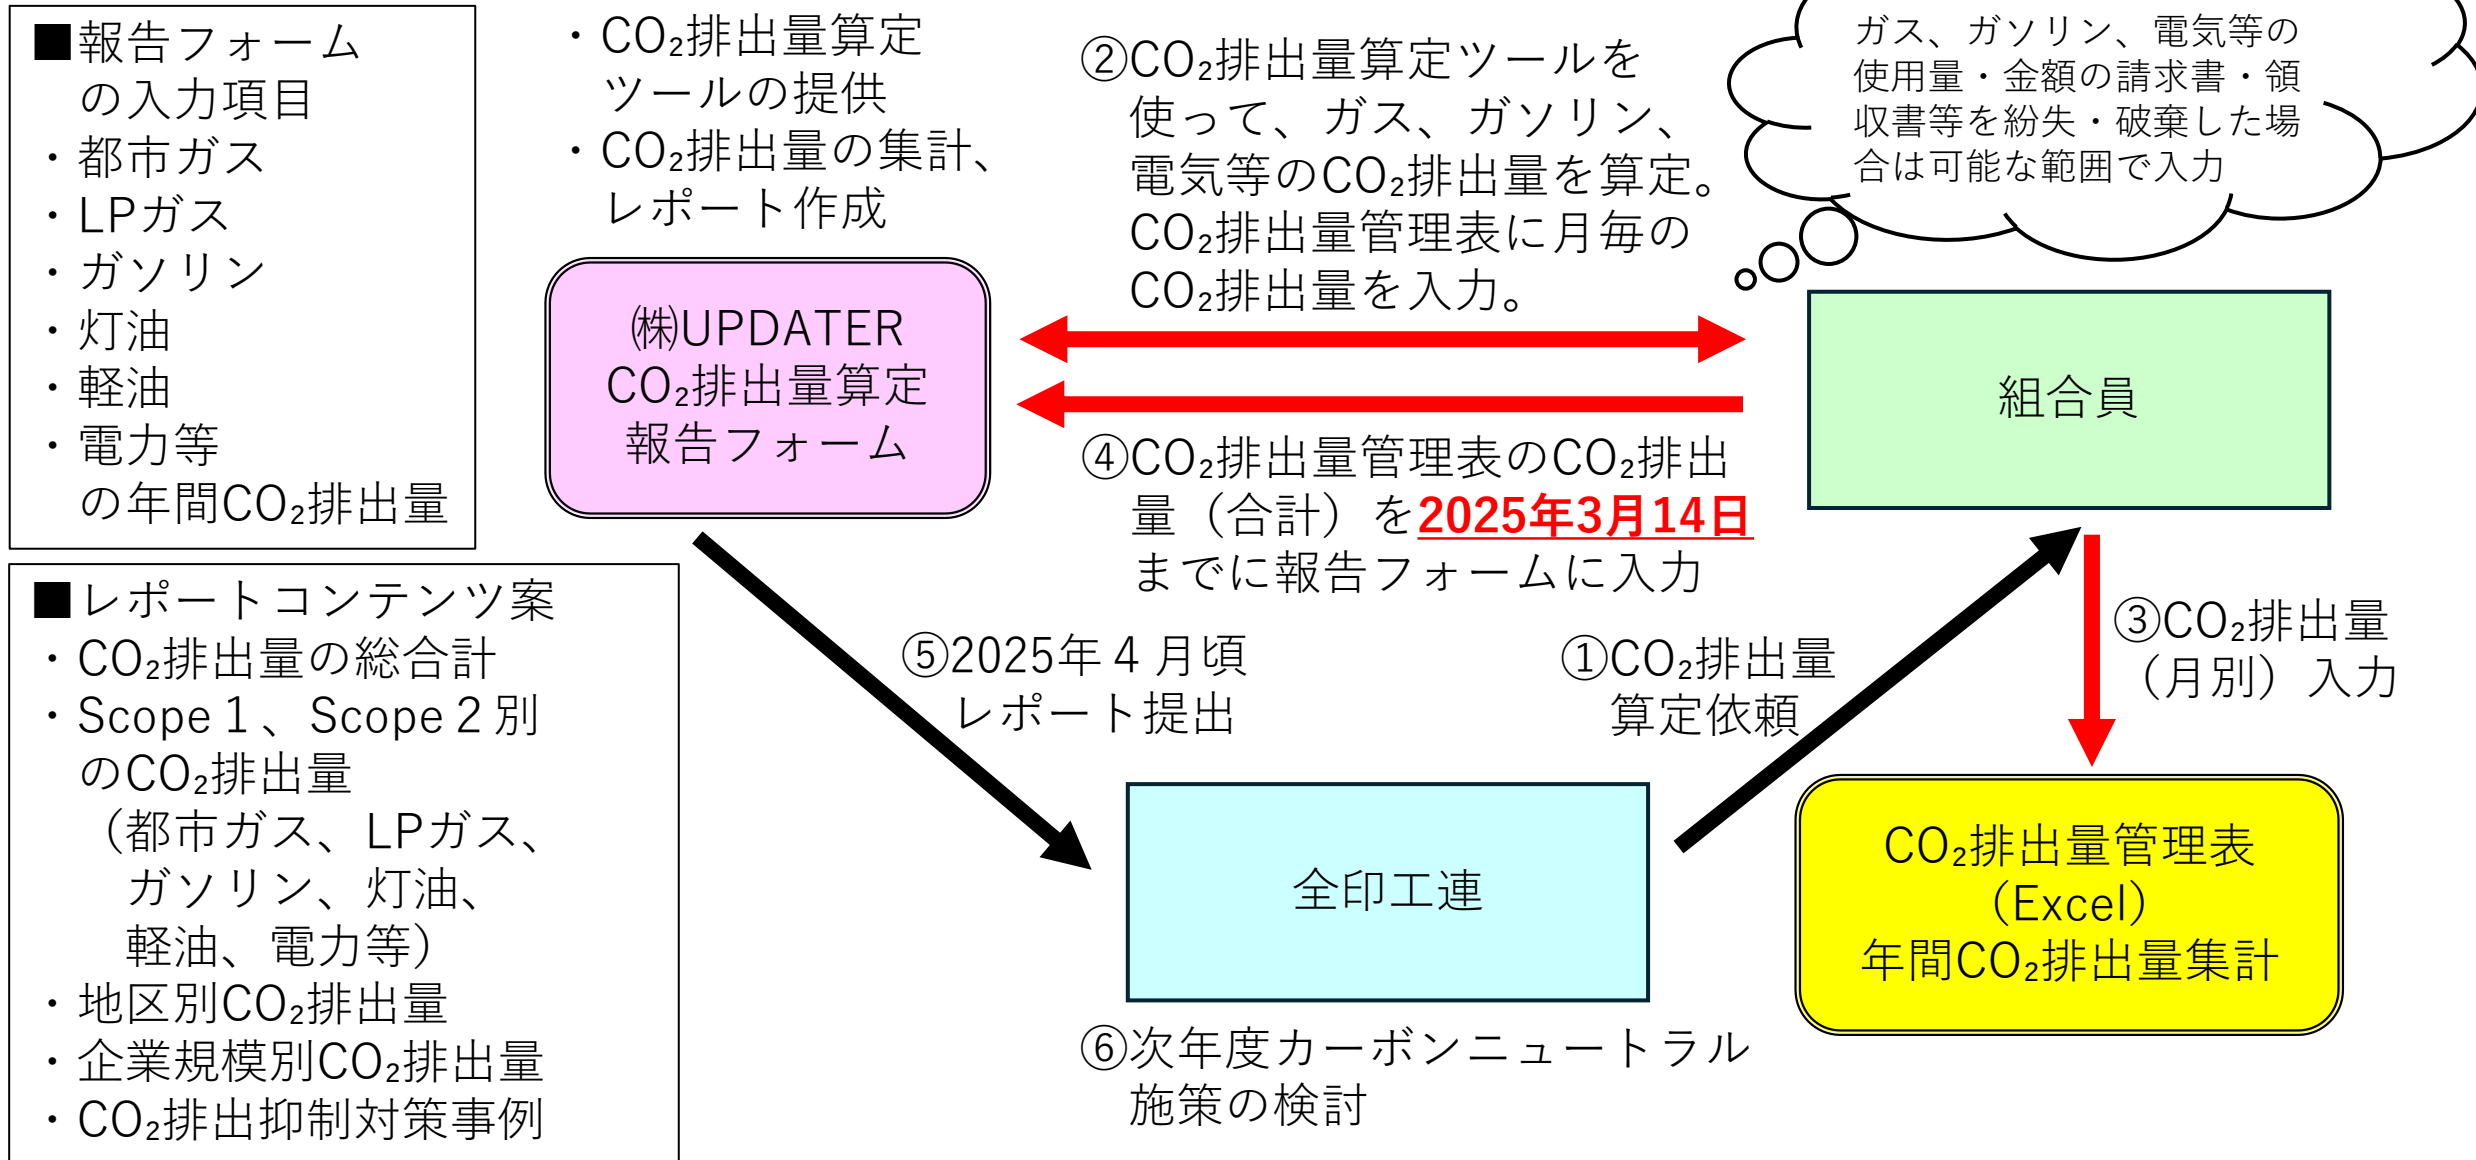 ■報告フォーム
の入力項目
・都市ガス
・LPガス
・ガソリン
・灯油
・軽油
・電力等
の年間CO₂排出量
・CO₂排出量算定
ツールの提供
・CO₂排出量の集計、
レポート作成
㈱UPDATER
CO₂排出量算定
報告フォーム
②CO₂排出量算定ツールを
使って、ガス、ガソリン、
電気等のCO₂排出量を算定。
CO₂排出量管理表に月毎の
CO₂排出量を入力。
ガス、ガソリン、電気等の
使用量・金額の請求書・領
収書等を紛失・破棄した場
合は可能な範囲で入力
組合員
④CO₂排出量管理表のCO₂排出
量（合計）を2025年3月14日
までに報告フォームに入力
■レポートコンテンツ案
・CO₂排出量の総合計
・Scope１、Scope２別
のCO₂排出量
（都市ガス、LPガス、
ガソリン、灯油、
軽油、電力等）
・地区別CO₂排出量
・企業規模別CO₂排出量
・CO₂排出抑制対策事例
⑤2025年４月頃
レポート提出
①CO₂排出量
算定依頼
③CO₂排出量
（月別）入力
全印工連
CO₂排出量管理表
（Excel）
年間CO₂排出量集計
⑥次年度カーボンニュートラル
施策の検討